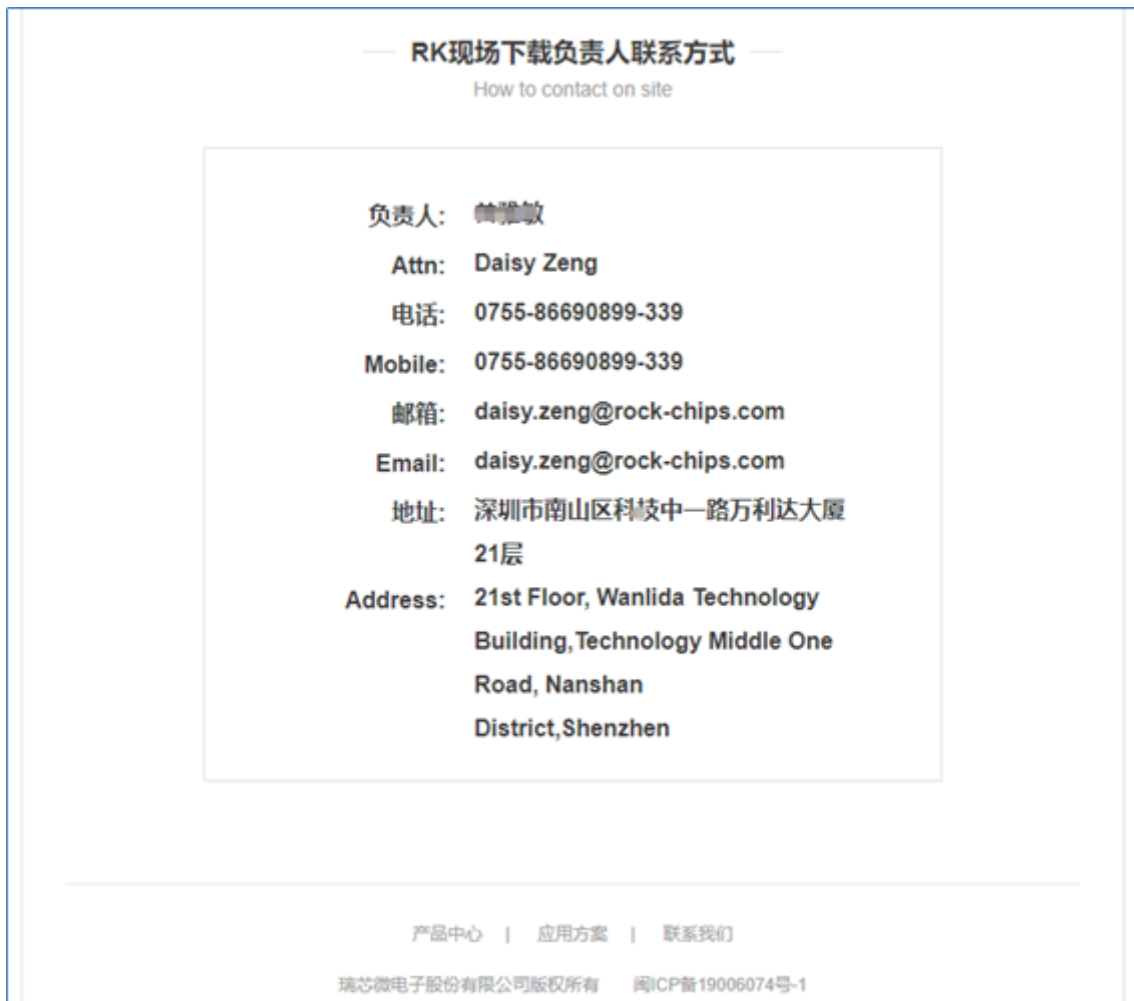 RK现场下载负责人联系方式
How to contact on site
负责人:
Attn: Daisy Zeng
电话: 0755-86690899-339
Mobile: 0755-86690899-339
邮箱: daisy.zeng@rock-chips.com
Email: daisy.zeng@rock-chips.com
地址: 深圳市南山区科技中一路万利达大厦
21层
Address: 21st Floor, Wanlida Technology
Building,Technology Middle One
Road, Nanshan
District,Shenzhen
产品中心 | 应用方案 | 联系我们
瑞芯微电子股份有限公司版权所有 闽ICP备19006074号-1